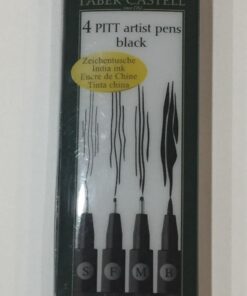 FABER-CASTELL
4 PITT artist pens
black
Zeichentusche
India ink
Encre de Chine
Tinta china
S F M B